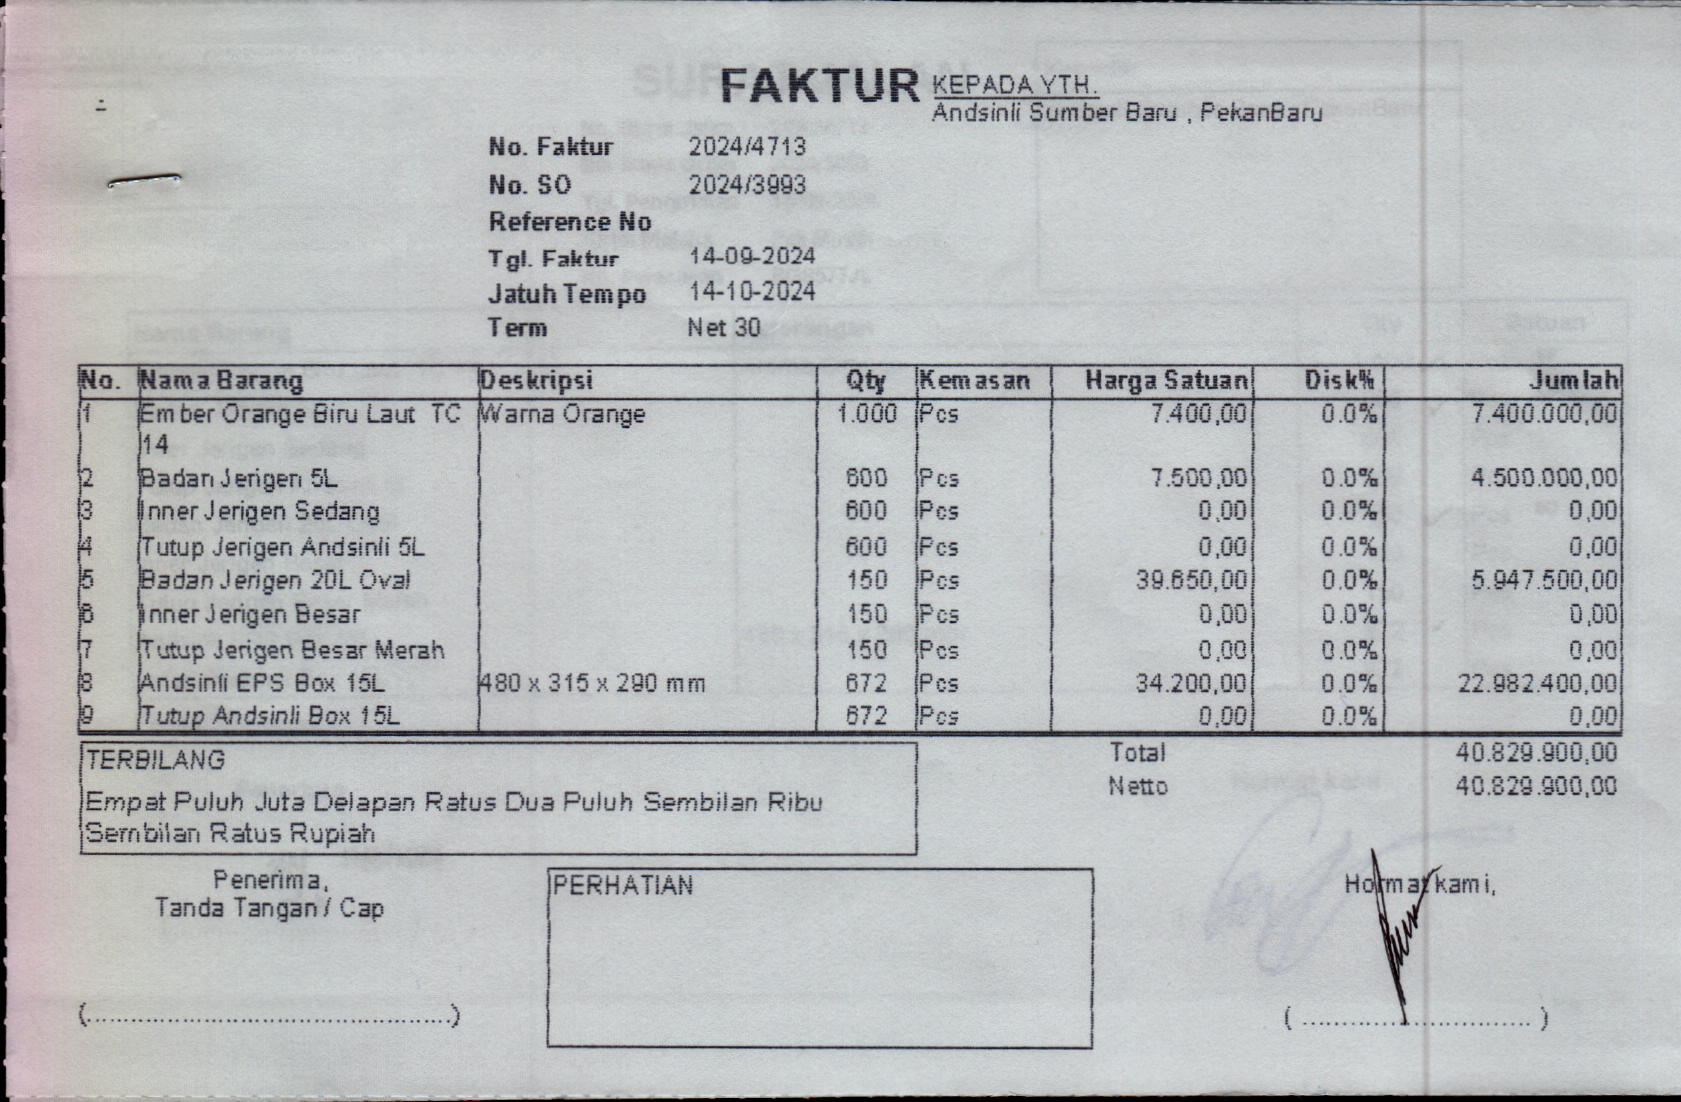 FAKTUR
KEPADA YTH.
Andsinli Sumber Baru , PekanBaru
No. Faktur 2024/4713
No. SO 2024/3993
Reference No
Tgl. Faktur 14-09-2024
Jatuh Tempo 14-10-2024
Term Net 30
No. Nama Barang Deskripsi Qty Kemasan Harga Satuan Disk% Jumlah
1 Ember Orange Biru Laut TC Warna Orange 1.000 Pcs 7.400,00 0.0% 7.400.000,00
14
2 Badan Jerigen 5L 600 Pcs 7.500,00 0.0% 4.500.000,00
3 Inner Jerigen Sedang 600 Pcs 0,00 0.0% 0,00
4 Tutup Jerigen Andsinli 5L 600 Pcs 0,00 0.0% 0,00
5 Badan Jerigen 20L Oval 150 Pcs 39.650,00 0.0% 5.947.500,00
6 Inner Jerigen Besar 150 Pcs 0,00 0.0% 0,00
7 Tutup Jerigen Besar Merah 150 Pcs 0,00 0.0% 0,00
8 Andsinli EPS Box 15L 480 x 315 x 290 mm 672 Pcs 34.200,00 0.0% 22.982.400,00
9 Tutup Andsinli Box 15L 672 Pcs 0,00 0.0% 0,00
TERBILANG
Empat Puluh Juta Delapan Ratus Dua Puluh Sembilan Ribu
Sembilan Ratus Rupiah
Total 40.829.900,00
Netto 40.829.900,00
Penerima,
Tanda Tangan / Cap
PERHATIAN
Hormat kami,
(.................................................)
( ............................... )